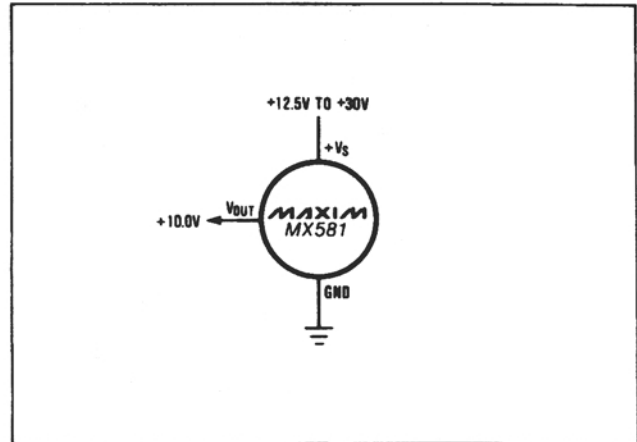 +12.5V TO +30V
+VS
VOUT
+10.0V
MAXIM
MX581
GND